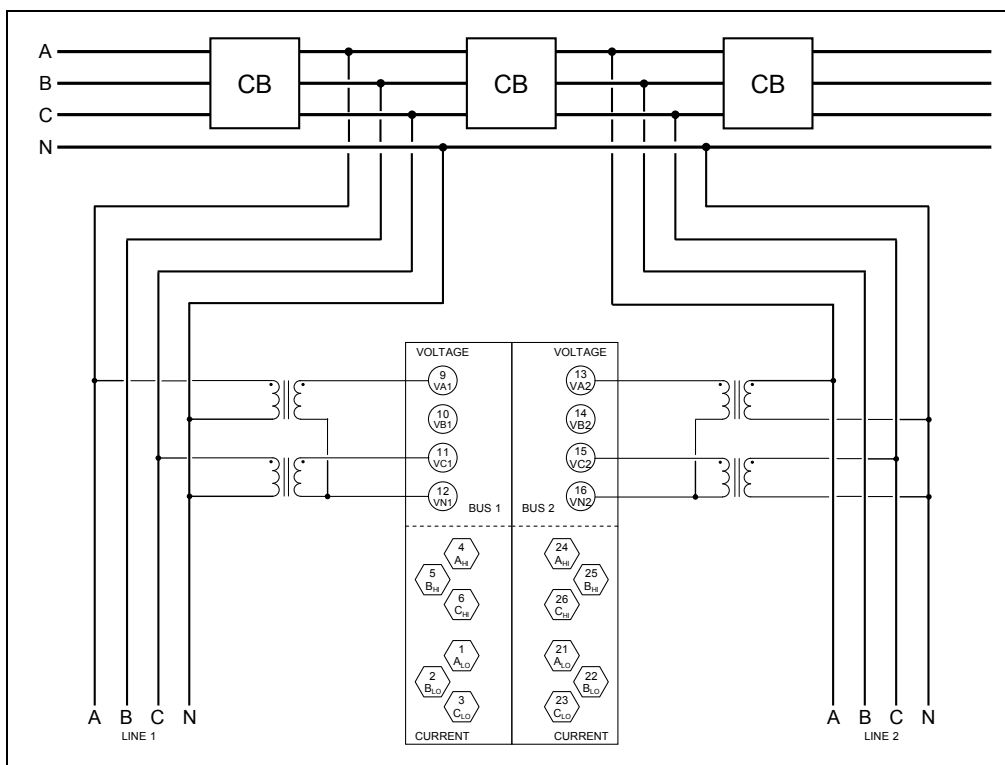 A
B
C
N
CB CB CB
VOLTAGE VOLTAGE
9
VA1
13
VA2
10
VB1
14
VB2
11
VC1
15
VC2
12
VN1
16
VN2
BUS 1 BUS 2
4
AHI
24
AHI
5
BHI
25
BHI
6
CHI
26
CHI
1
ALO
21
ALO
2
BLO
22
BLO
3
CLO
23
CLO
A B C N A B C N
LINE 1 CURRENT CURRENT LINE 2